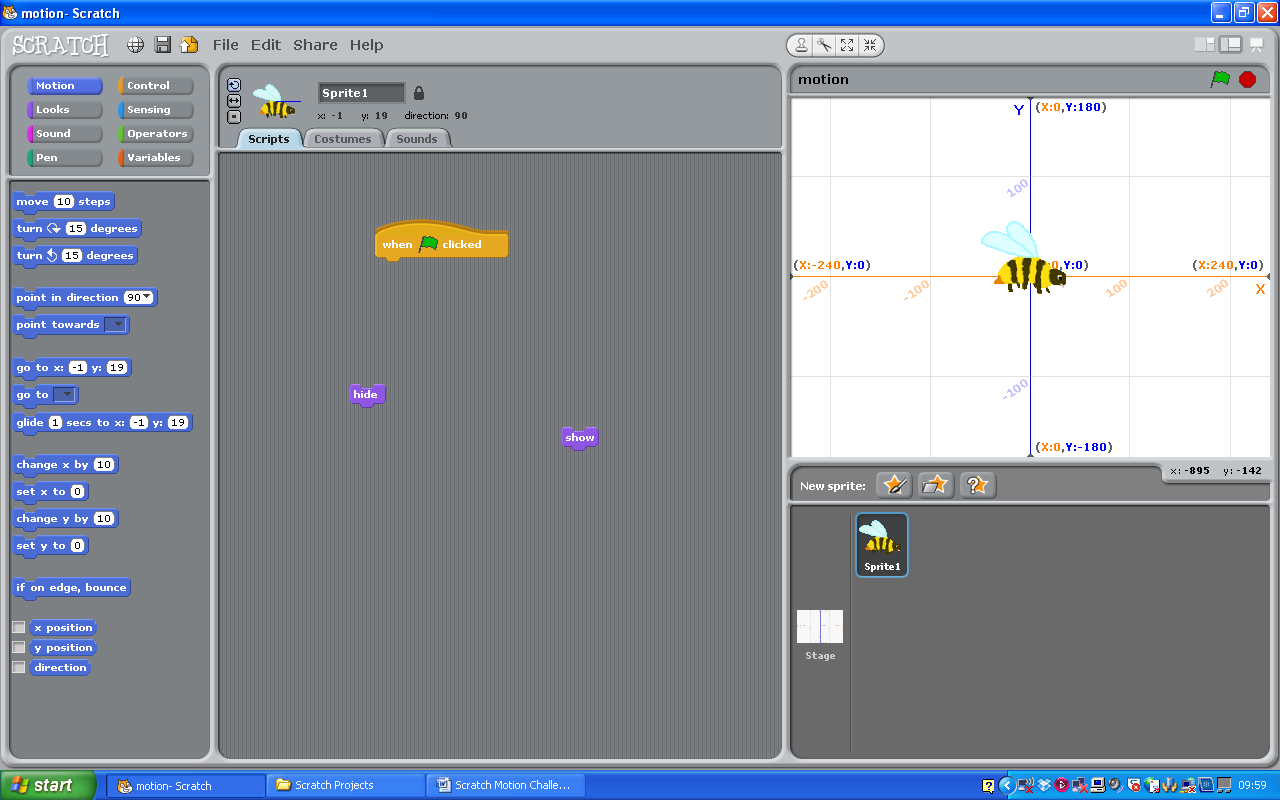 motion- Scratch
SCRATCH File Edit Share Help
Motion Control
Looks Sensing
Sound Operators
Pen Variables
move 10 steps
turn 15 degrees
turn 15 degrees
point in direction 90
point towards
go to x: -1 y: 19
go to
glide 1 secs to x: -1 y: 19
change x by 10
set x to 0
change y by 10
set y to 0
if on edge, bounce
x position
y position
direction
Sprite1
x: -1 y: 19 direction: 90
Scripts Costumes Sounds
when clicked
hide
show
motion
Y (X:0,Y:180)
100
(X:-240,Y:0) 0,Y:0) (X:240,Y:0)
-200 -100 100 200 X
-100
(X:0,Y:-180)
x: -895 y: -142
New sprite:
Sprite1
Stage
start motion- Scratch Scratch Projects Scratch Motion Challe... 09:59